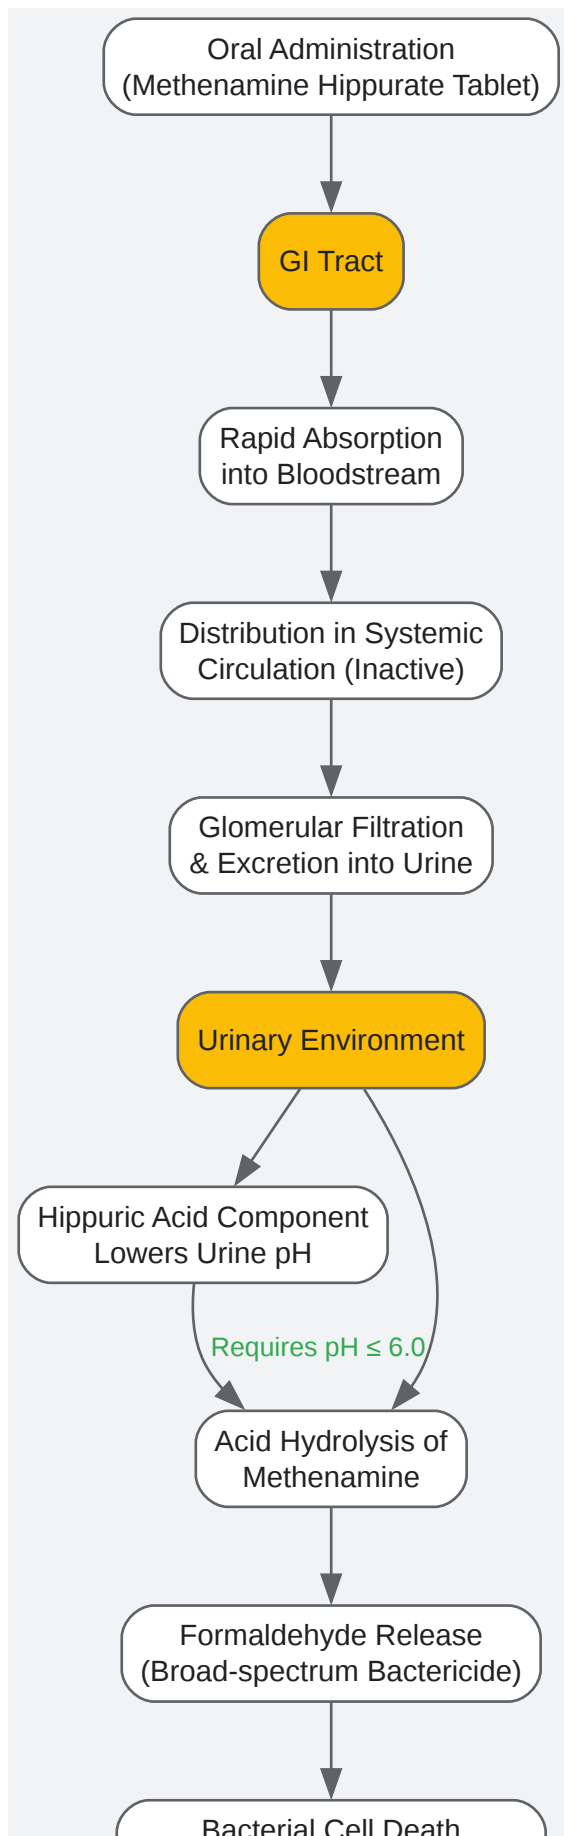 Oral Administration
(Methenamine Hippurate Tablet)
GI Tract
Rapid Absorption
into Bloodstream
Distribution in Systemic
Circulation (Inactive)
Glomerular Filtration
& Excretion into Urine
Urinary Environment
Hippuric Acid Component
Lowers Urine pH
Requires pH ≤ 6.0
Acid Hydrolysis of
Methenamine
Formaldehyde Release
(Broad-spectrum Bactericide)
Bacterial Cell Death